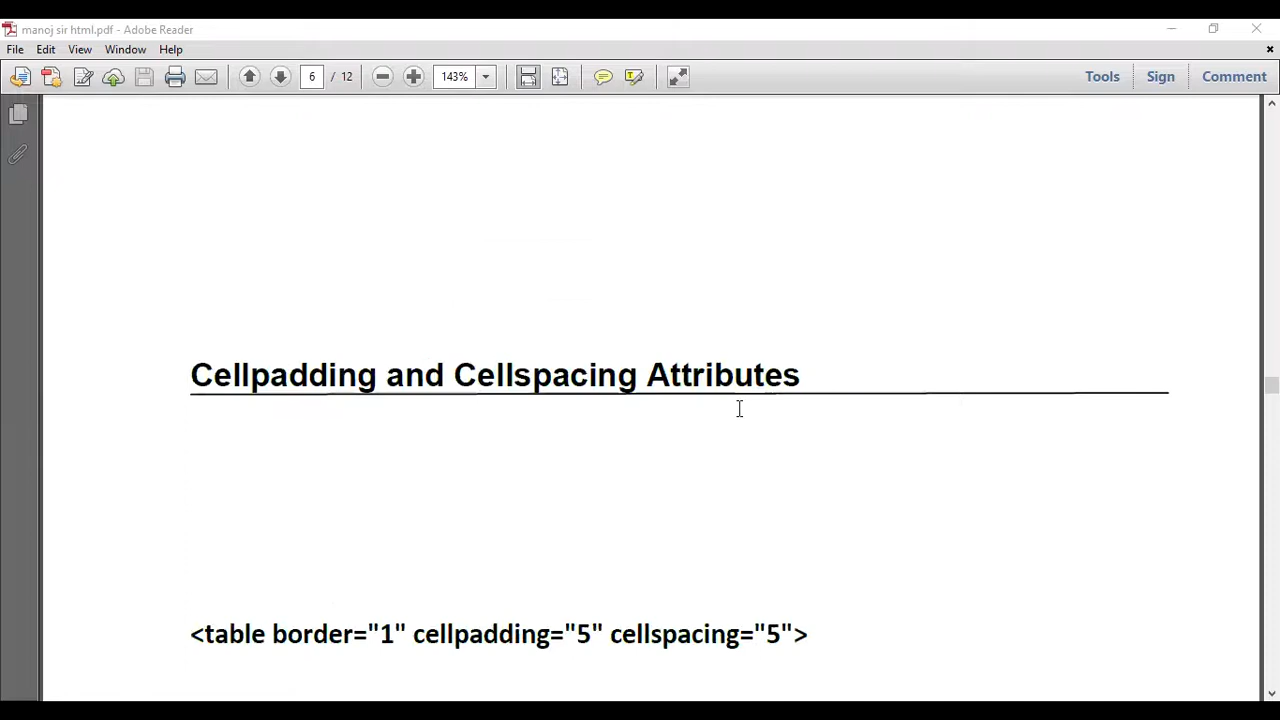 manoj sir html.pdf - Adobe Reader
File Edit View Window Help
6 / 12 143% Tools Sign Comment
Cellpadding and Cellspacing Attributes
<table border="1" cellpadding="5" cellspacing="5">